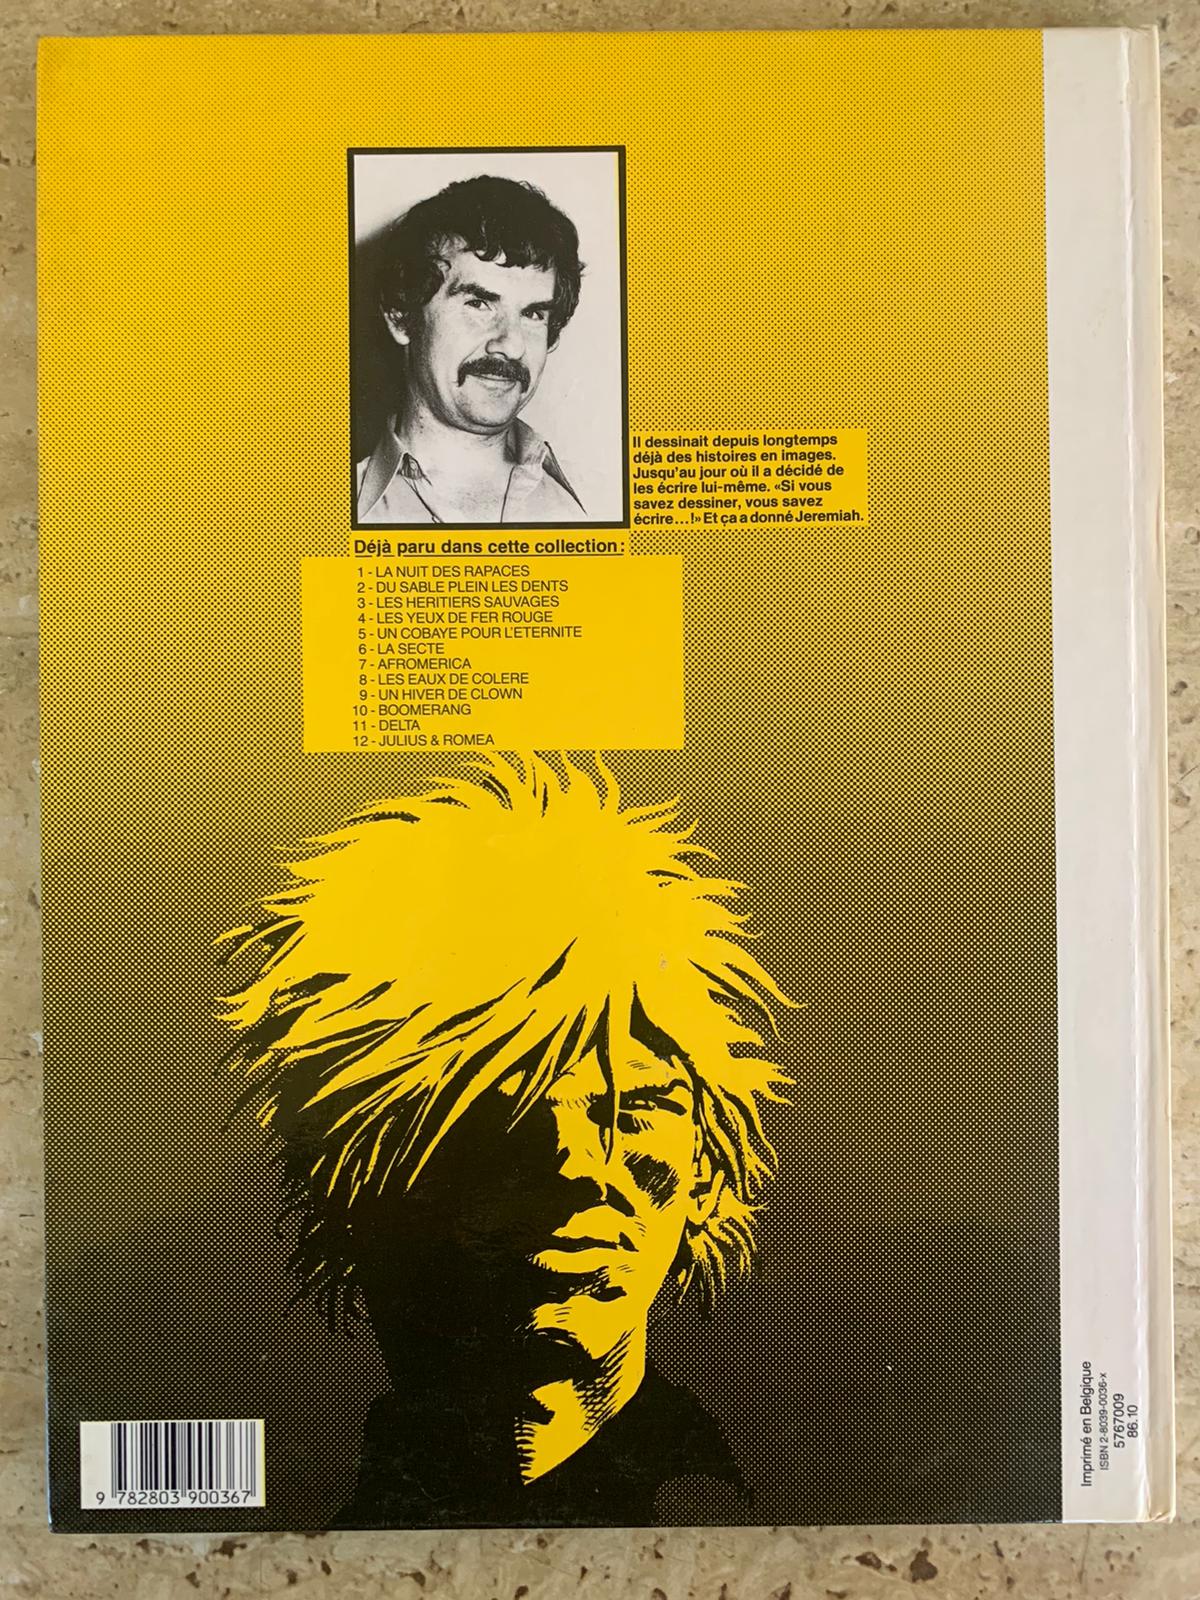 Il dessinait depuis longtemps
déjà des histoires en images.
Jusqu'au jour où il a décidé de
les écrire lui-même. «Si vous
savez dessiner, vous savez
écrire...!» Et ça a donné Jeremiah.
Déjà paru dans cette collection:
1 - LA NUIT DES RAPACES
2 - DU SABLE PLEIN LES DENTS
3 - LES HERITIERS SAUVAGES
4 - LES YEUX DE FER ROUGE
5 - UN COBAYE POUR L'ETERNITE
6 - LA SECTE
7 - AFROMERICA
8 - LES EAUX DE COLERE
9 - UN HIVER DE CLOWN
10 - BOOMERANG
11 - DELTA
12 - JULIUS & ROMEA
9 782803 900367
Imprimé en Belgique
ISBN 2-8039-0036-x
5767009
86.10